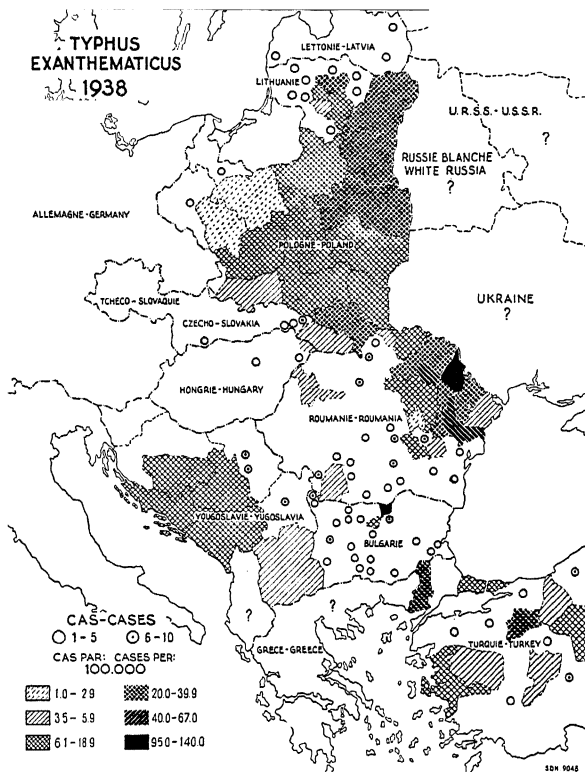 TYPHUS
EXANTHEMATICUS
1938
LETTONIE-LATVIA
LITHUANIE
U.R.S.S.-U.S.S.R.
?
RUSSIE BLANCHE
WHITE RUSSIA
?
ALLEMAGNE-GERMANY
POLOGNE-POLAND
TCHECO-SLOVAQUIE
UKRAINE
?
CZECHO-SLOVAKIA
HONGRIE-HUNGARY
ROUMANIE-ROUMANIA
YOUGOSLAVIE-YUGOSLAVIA
BULGARIE
?
?
GRECE-GREECE
TURQUIE-TURKEY
CAS-CASES
1-5
6-10
CAS PAR: CASES PER:
100.000
1.0-2.9
20.0-39.9
3.5-5.9
40.0-67.0
6.1-18.9
95.0-140.0
SDN 9048